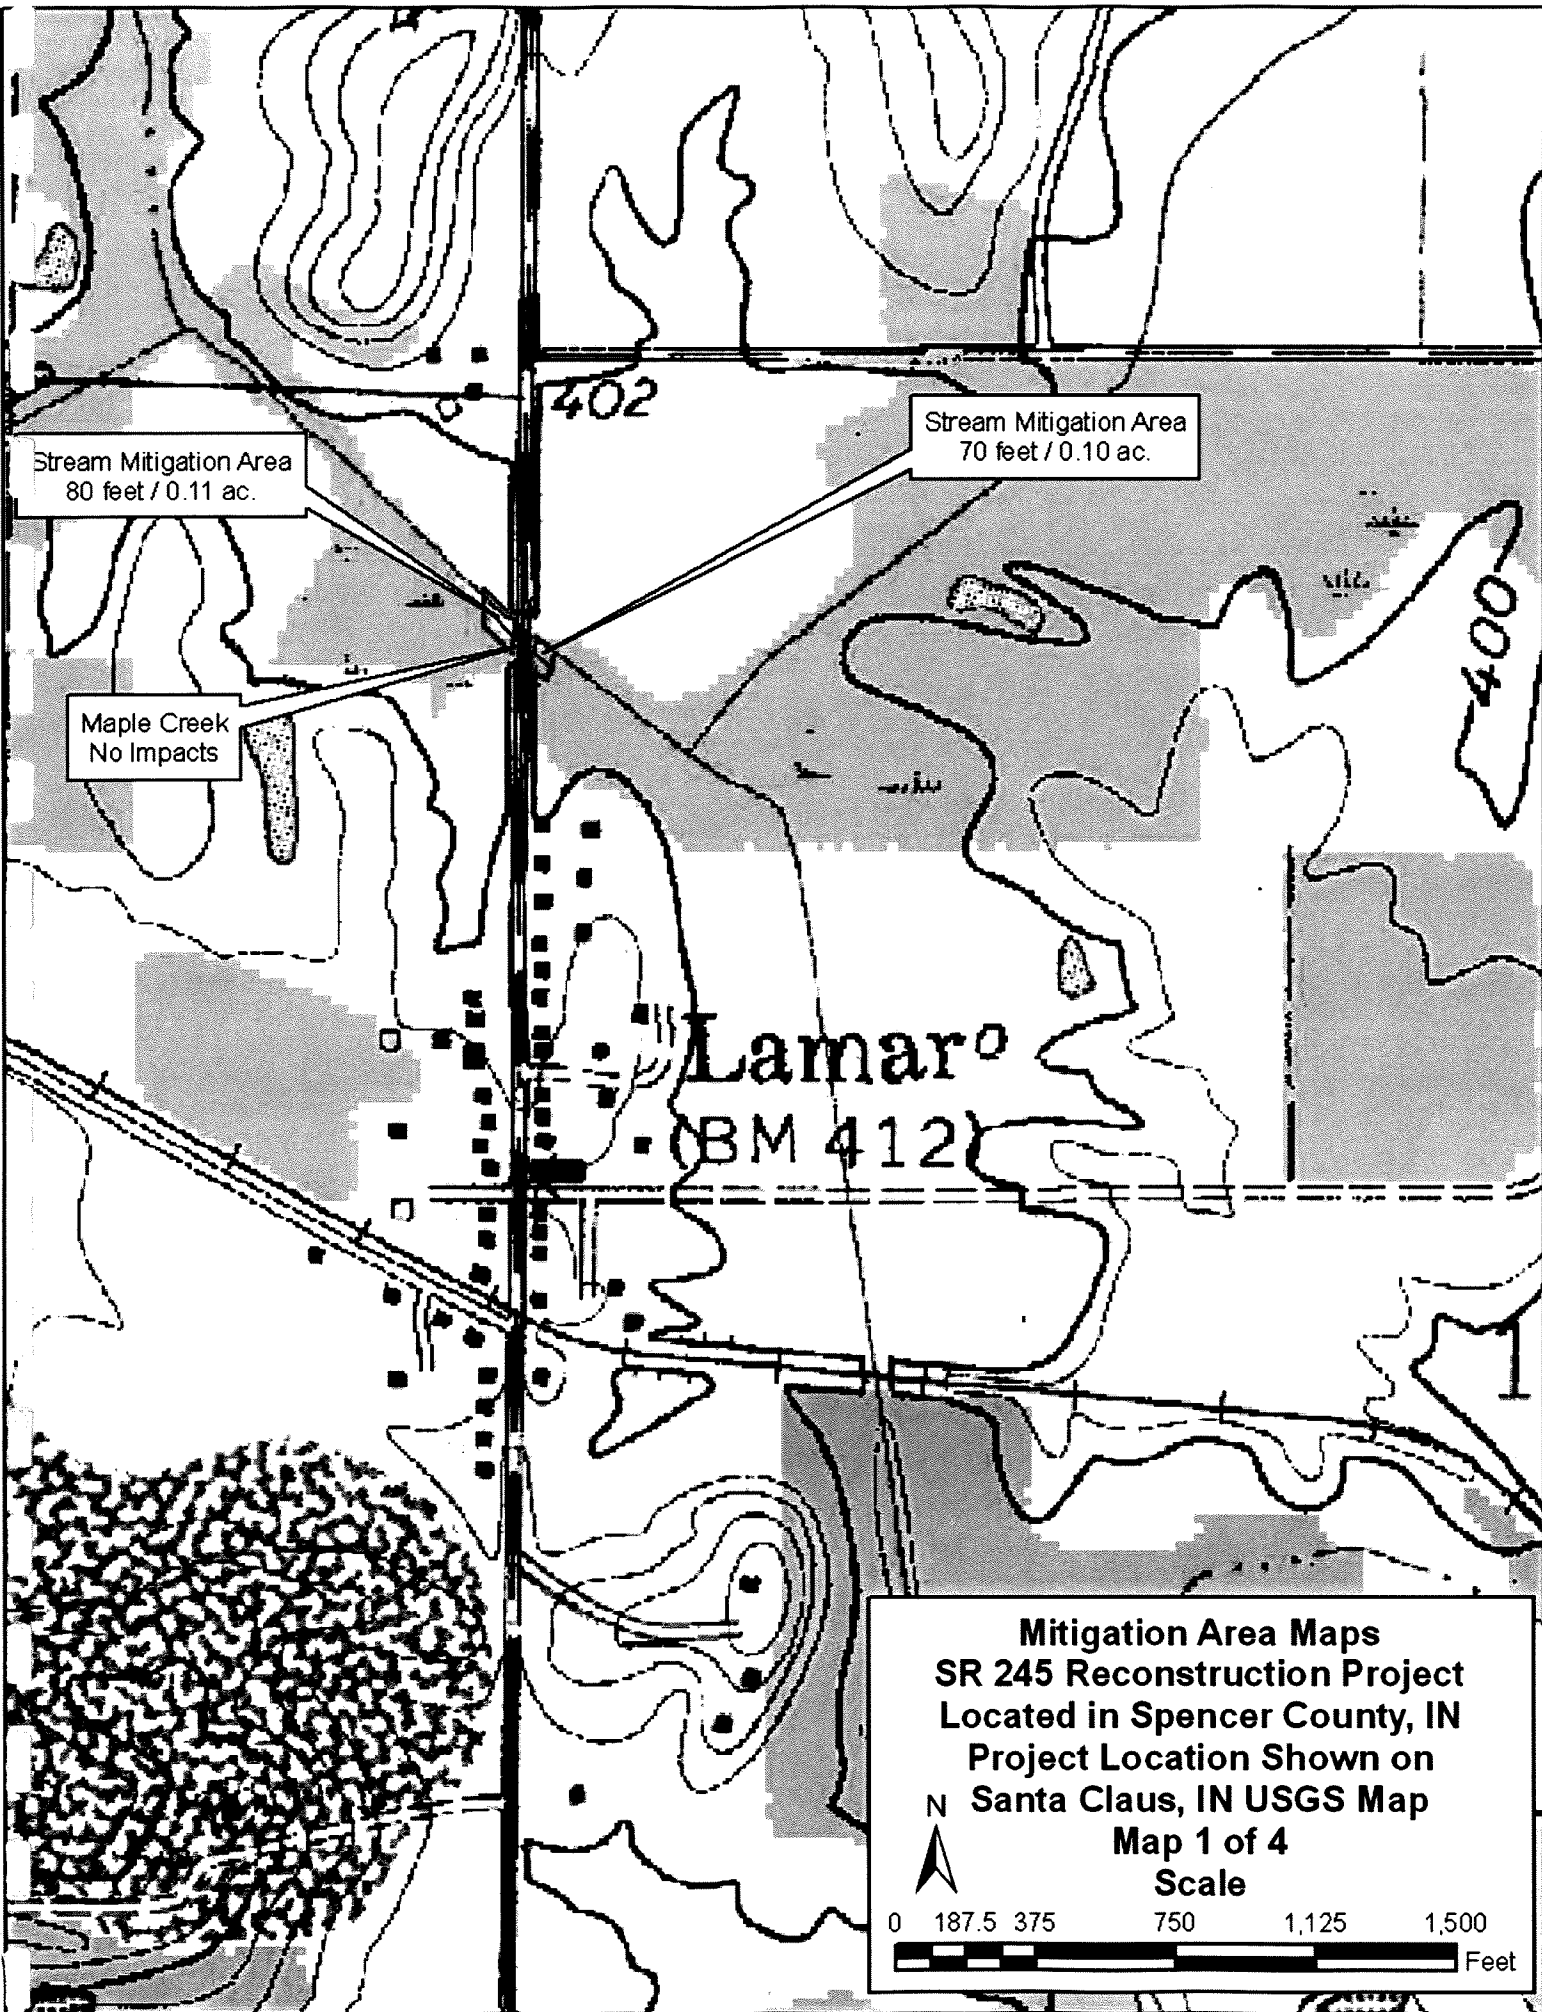 402
Stream Mitigation Area
70 feet / 0.10 ac.
Stream Mitigation Area
80 feet / 0.11 ac.
400
Maple Creek
No Impacts
Lamar
(BM 412)
1
Mitigation Area Maps
SR 245 Reconstruction Project
Located in Spencer County, IN
Project Location Shown on
Santa Claus, IN USGS Map
N
Map 1 of 4
Scale
0 187.5 375 750 1,125 1,500
Feet